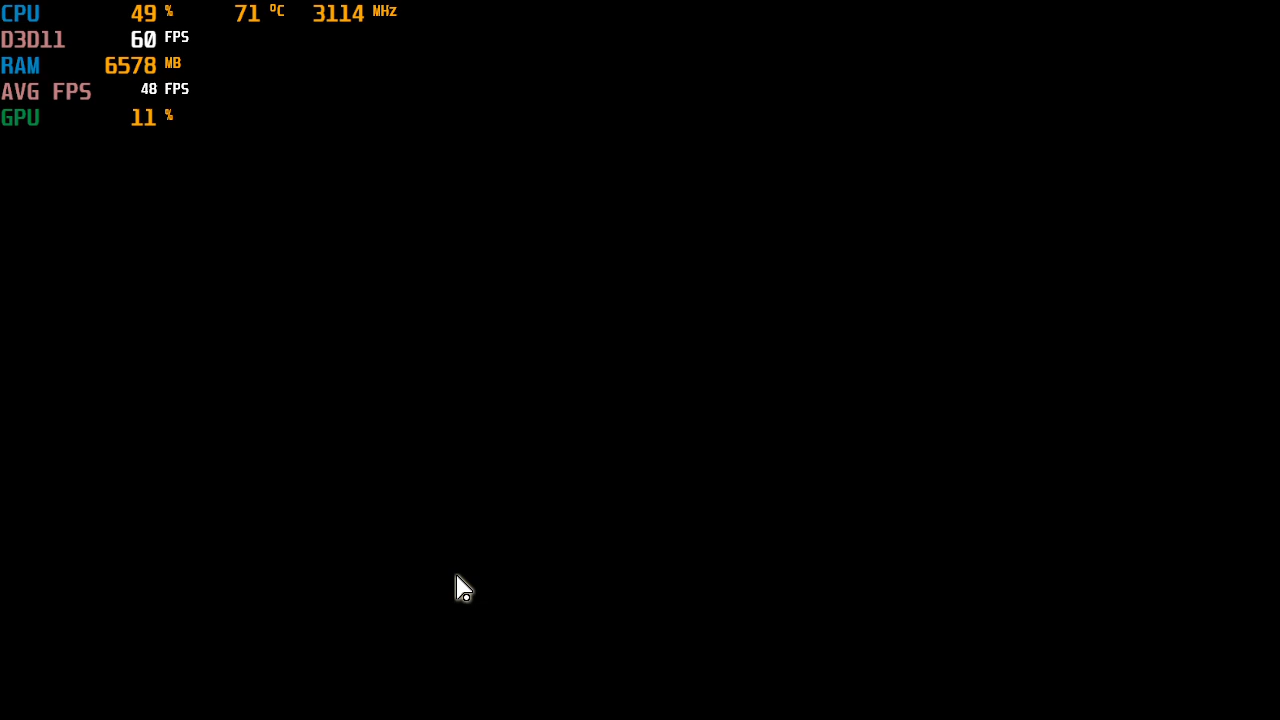 CPU 49 % 71 °C 3114 MHz
D3D11 60 FPS
RAM 6578 MB
AVG FPS 48 FPS
GPU 11 %